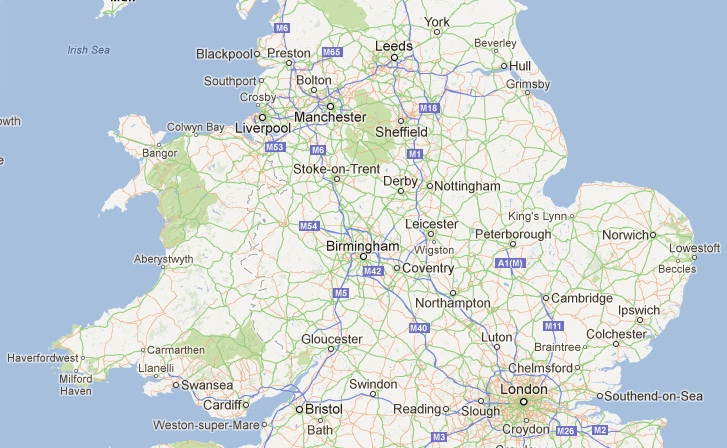 York
M6
Leeds
Irish Sea
Blackpool
Preston
M65
Beverley
Hull
Southport
Bolton
Grimsby
Crosby
Manchester
M18
owth
Liverpool
Sheffield
Colwyn Bay
Bangor
M53
M6
M1
e
Stoke-on-Trent
Derby
Nottingham
King's Lynn
M54
Leicester
Peterborough
Norwich
Birmingham
Wigston
Lowestoft
Aberystwyth
M42
Coventry
A1(M)
Beccles
M5
Northampton
Cambridge
Ipswich
M40
M11
Gloucester
Luton
Braintree
Colchester
Carmarthen
Haverfordwest
Llanelli
Chelmsford
Milford
Haven
Swansea
Swindon
London
Southend-on-Sea
Cardiff
Bristol
Reading
Slough
Weston-super-Mare
Bath
Croydon
M3
M26
M2